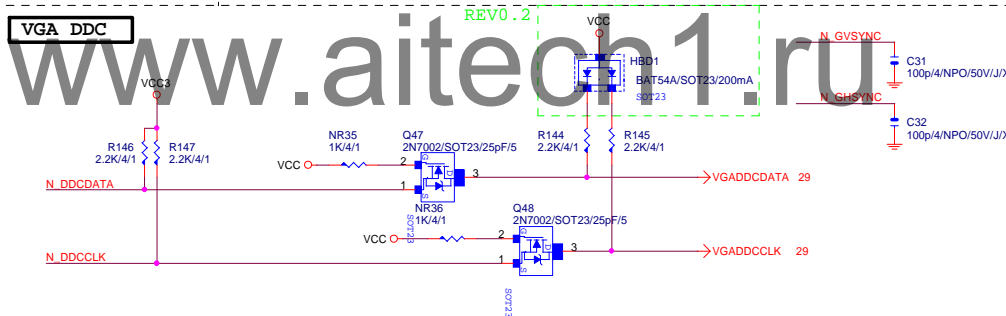 VGA DDC
REV0.2
www.aitech1.ru
VCC
N_GVSYNC
HBD1
C31
BAT54A/SOT23/200mA
100p/4/NPO/50V/J/X
VCC3
SOT23
N_GHSYNC
C32
100p/4/NPO/50V/J/X
R146
2.2K/4/1
R147
2.2K/4/1
NR35
1K/4/1
Q47
2N7002/SOT23/25pF/5
R144
2.2K/4/1
R145
2.2K/4/1
VCC
2
G
D
S
1
3
N_DDCDATA
VGADDCDATA 29
SOT23
NR36
1K/4/1
Q48
2N7002/SOT23/25pF/5
VCC
2
G
D
S
1
3
N_DDCCLK
VGADDCCLK 29
SOT23